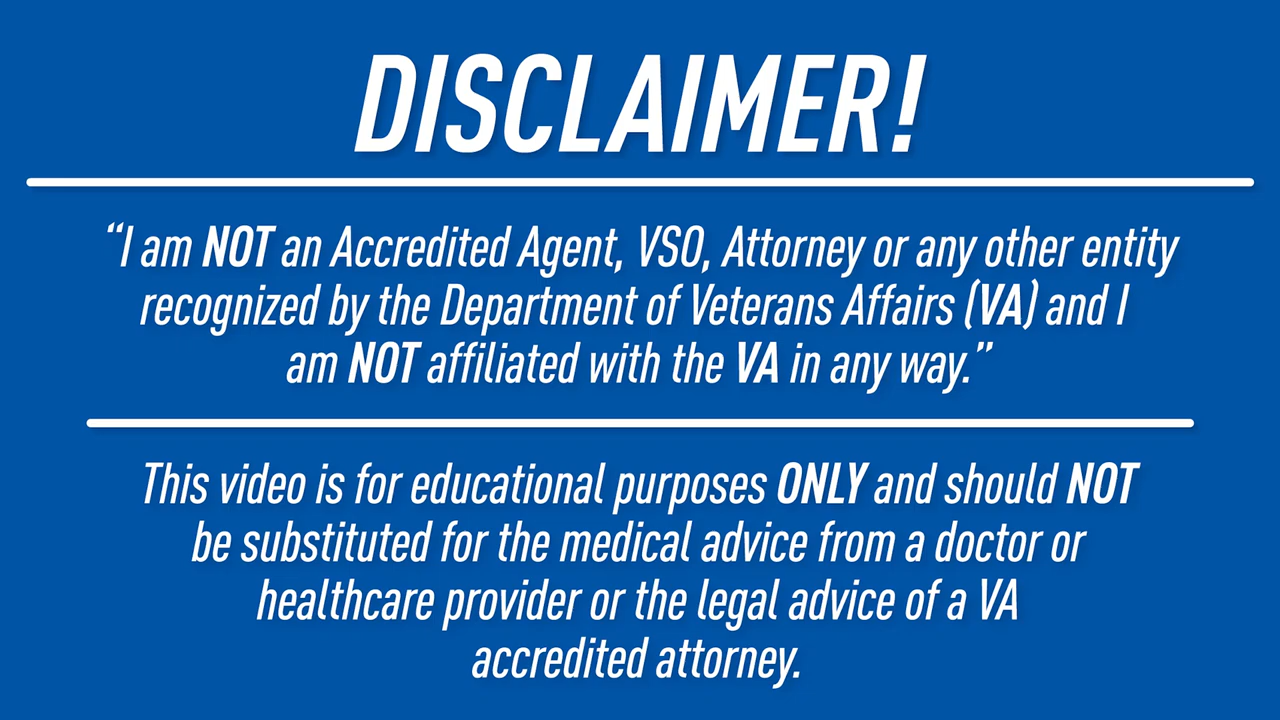 DISCLAIMER!
“I am NOT an Accredited Agent, VSO, Attorney or any other entity
recognized by the Department of Veterans Affairs (VA) and I
am NOT affiliated with the VA in any way.”
This video is for educational purposes ONLY and should NOT
be substituted for the medical advice from a doctor or
healthcare provider or the legal advice of a VA
accredited attorney.